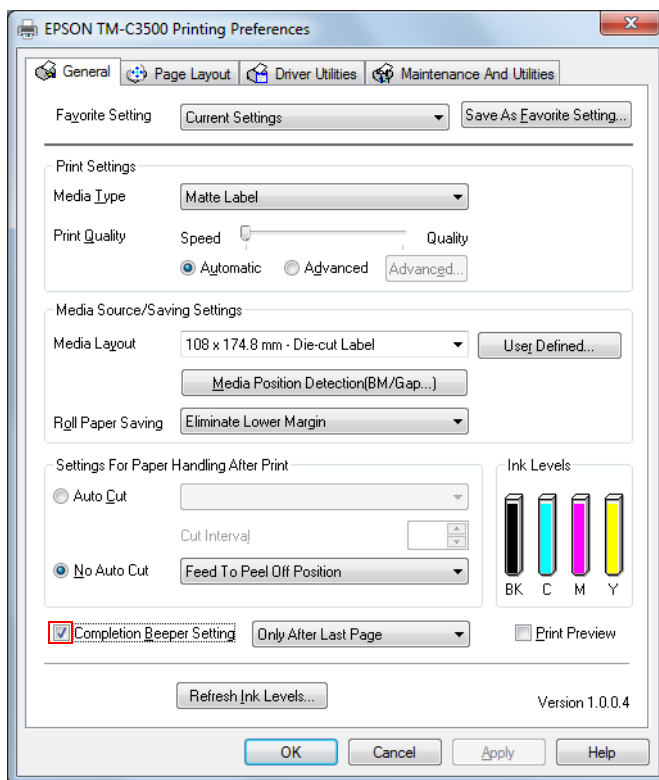 EPSON TM-C3500 Printing Preferences
General Page Layout Driver Utilities Maintenance And Utilities
Favorite Setting Current Settings Save As Favorite Setting...
Print Settings
Media Type Matte Label
Print Quality Speed Quality
Automatic Advanced Advanced...
Media Source/Saving Settings
Media Layout 108 x 174.8 mm - Die-cut Label User Defined...
Media Position Detection(BM/Gap...)
Roll Paper Saving Eliminate Lower Margin
Settings For Paper Handling After Print Ink Levels
Auto Cut
Cut Interval
No Auto Cut Feed To Peel Off Position
BK C M Y
Completion Beeper Setting Only After Last Page Print Preview
Refresh Ink Levels... Version 1.0.0.4
OK Cancel Apply Help